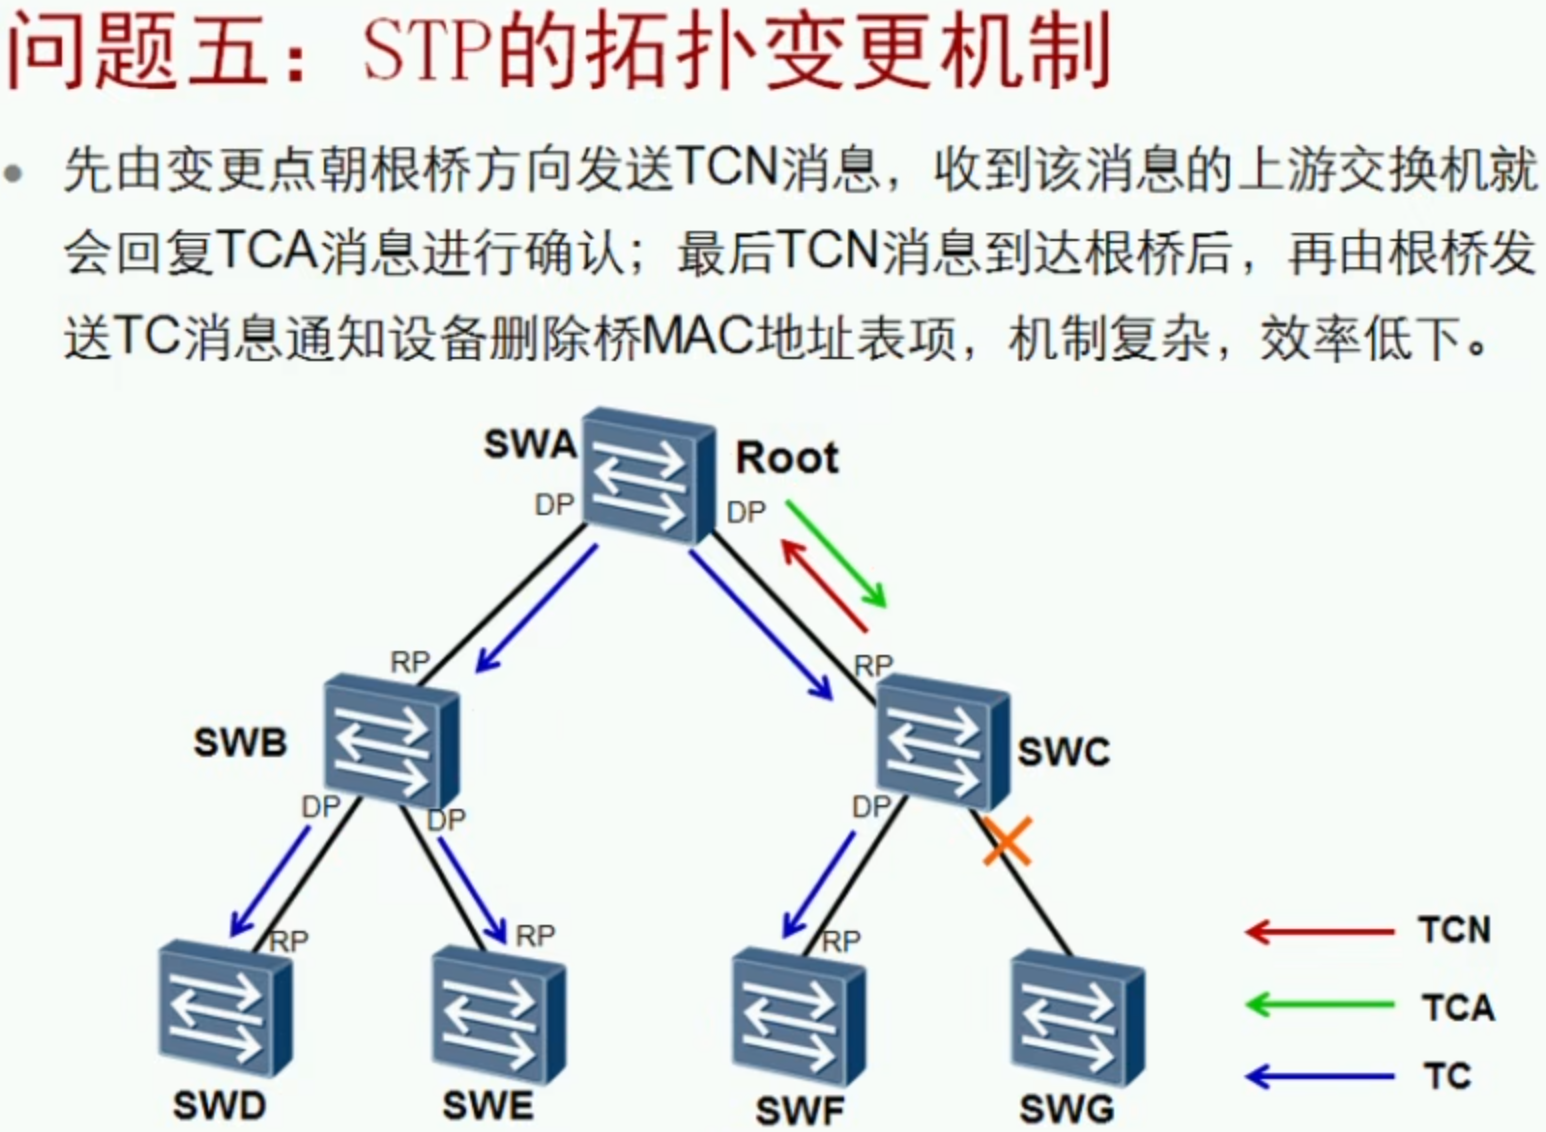 问题五：STP的拓扑变更机制
先由变更点朝根桥方向发送TCN消息，收到该消息的上游交换机就
会回复TCA消息进行确认；最后TCN消息到达根桥后，再由根桥发
送TC消息通知设备删除桥MAC地址表项，机制复杂，效率低下。
SWA
Root
DP
DP
RP
RP
SWB
SWC
DP
DP
DP
RP
RP
RP
TCN
TCA
TC
SWD
SWE
SWF
SWG